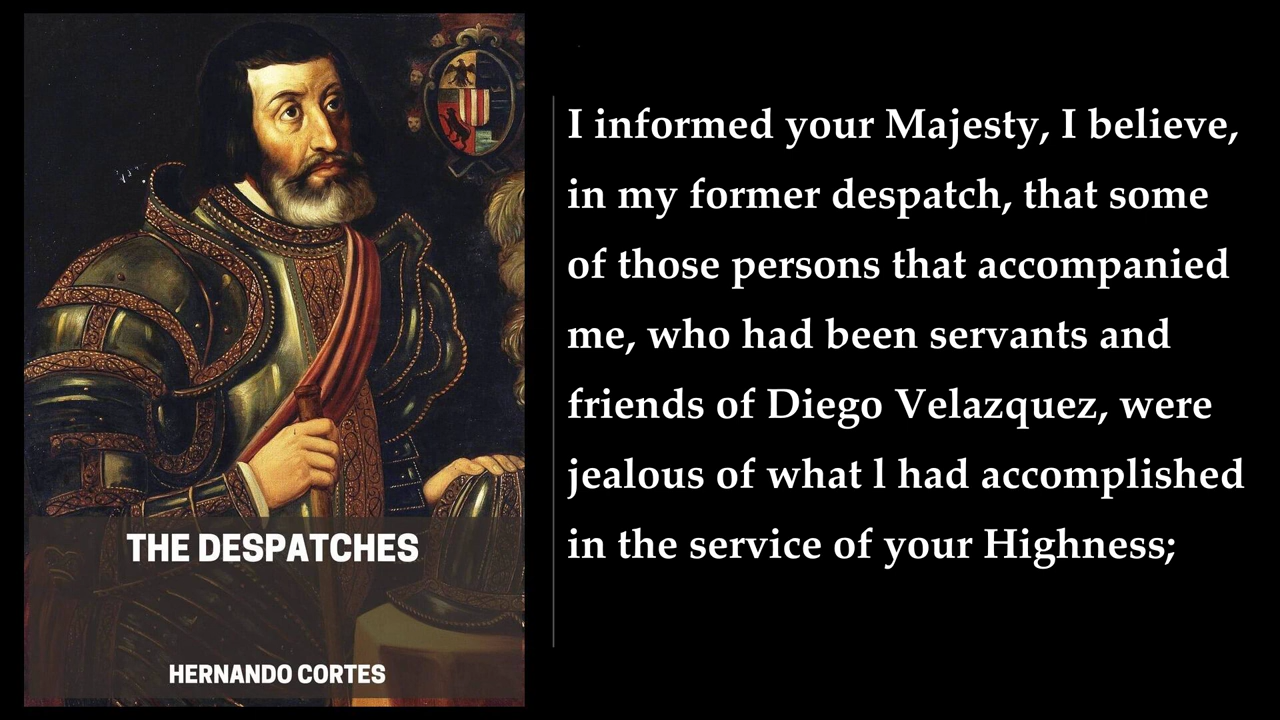 THE DESPATCHES
HERNANDO CORTES
I informed your Majesty, I believe,
in my former despatch, that some
of those persons that accompanied
me, who had been servants and
friends of Diego Velazquez, were
jealous of what l had accomplished
in the service of your Highness;